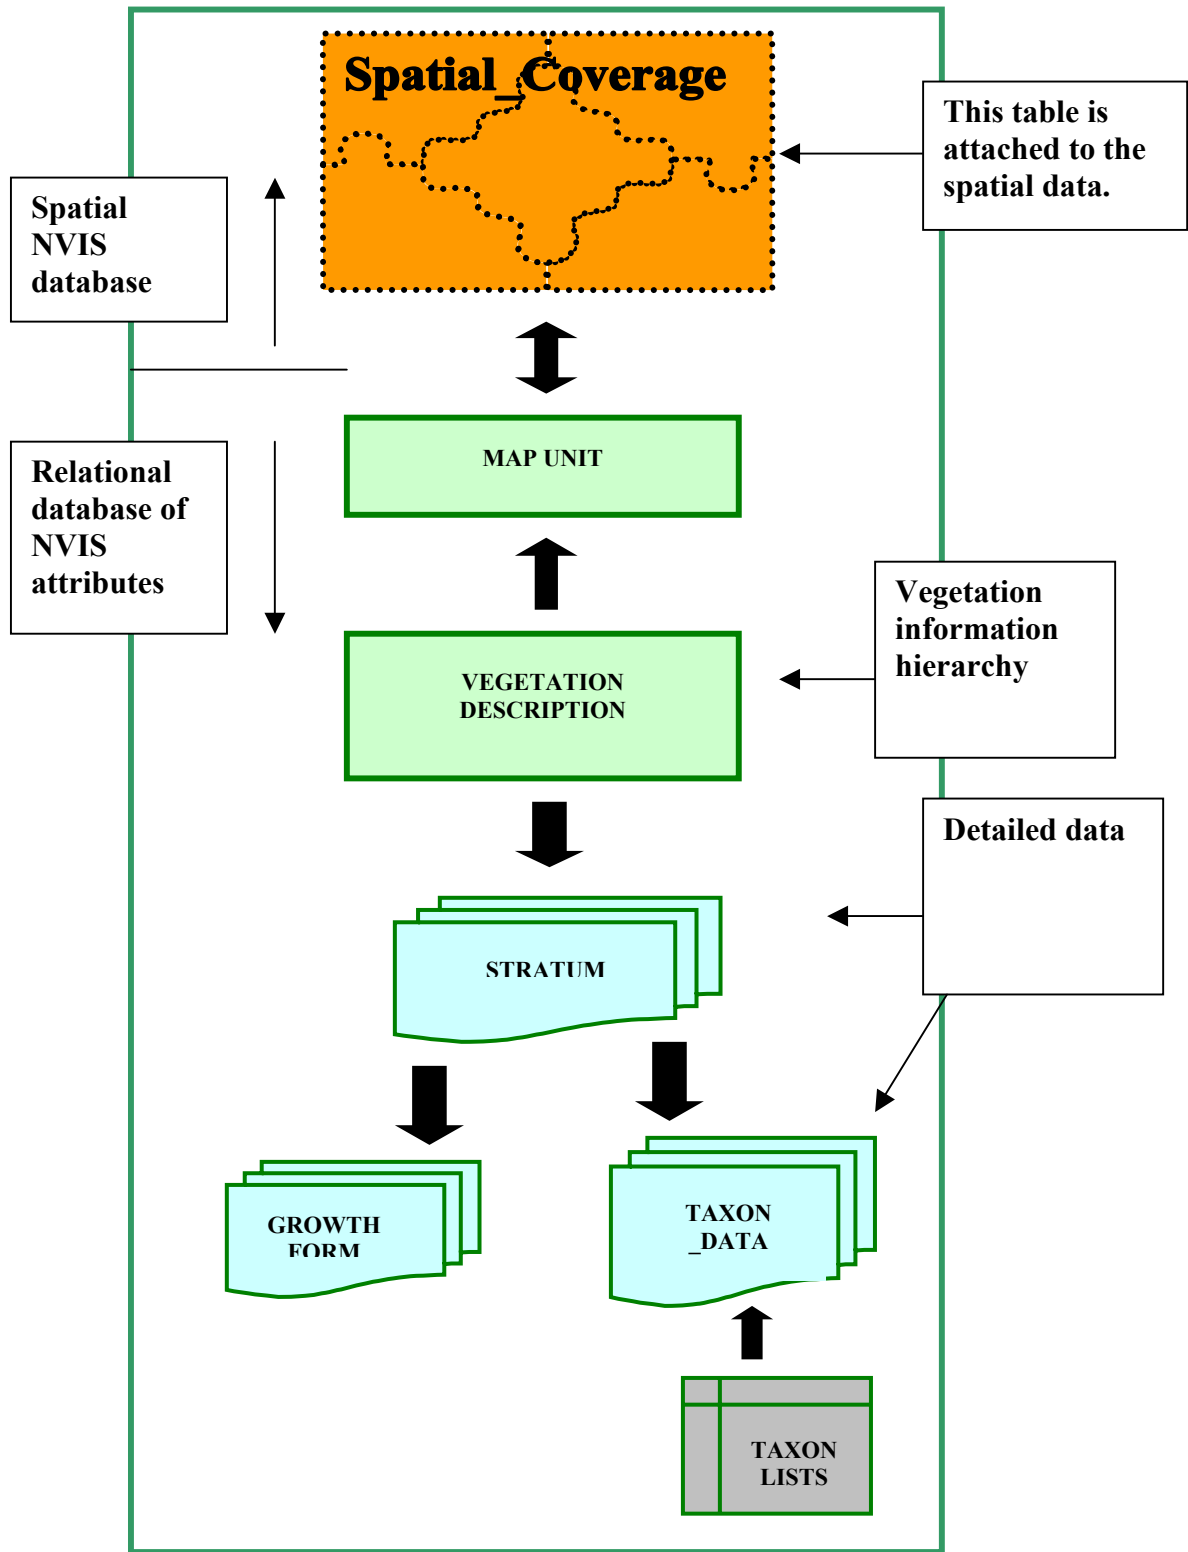 Spatial_Coverage
This table is
attached to the
spatial data.
Spatial
NVIS
database
MAP UNIT
Relational
database of
NVIS
attributes
Vegetation
information
hierarchy
VEGETATION
DESCRIPTION
Detailed data
STRATUM
GROWTH
FORM
TAXON
_DATA
TAXON
LISTS